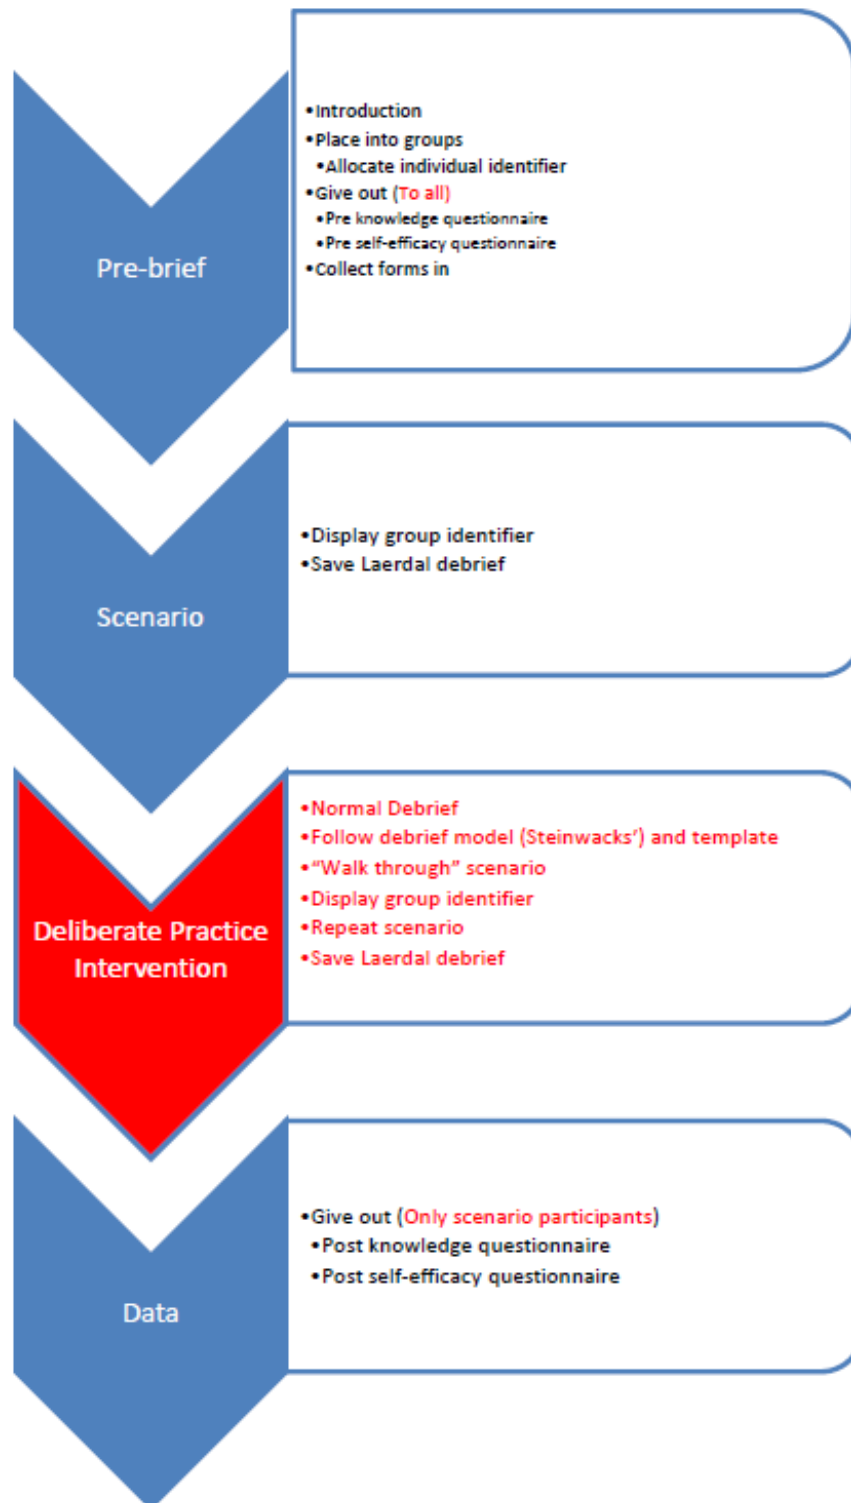 Pre-brief
•Introduction
•Place into groups
•Allocate individual identifier
•Give out (To all)
•Pre knowledge questionnaire
•Pre self-efficacy questionnaire
•Collect forms in
Scenario
•Display group identifier
•Save Laerdal debrief
Deliberate Practice
Intervention
•Normal Debrief
•Follow debrief model (Steinwacks’) and template
•“Walk through” scenario
•Display group identifier
•Repeat scenario
•Save Laerdal debrief
Data
•Give out (Only scenario participants)
•Post knowledge questionnaire
•Post self-efficacy questionnaire